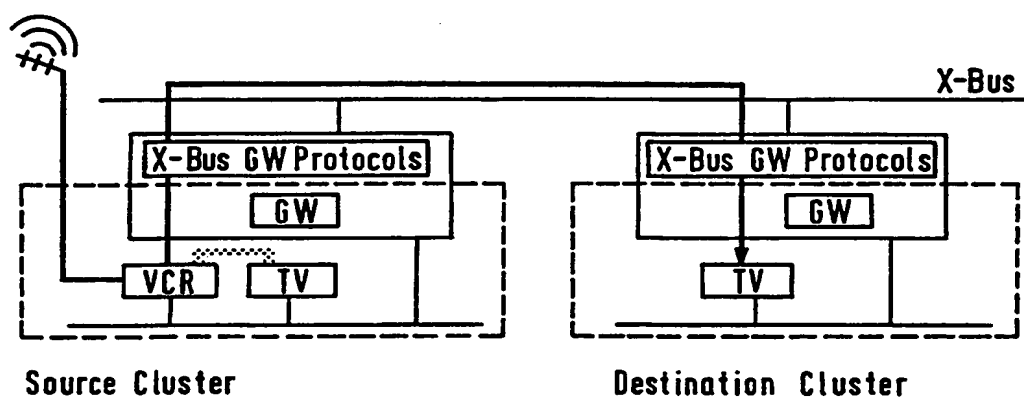 X-Bus
X-Bus GW Protocols
X-Bus GW Protocols
GW
GW
VCR
TV
TV
Source Cluster
Destination Cluster